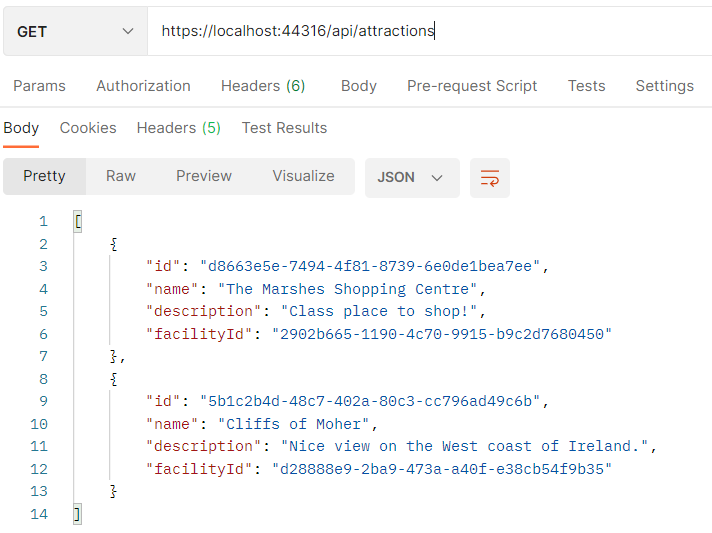 GET https://localhost:44316/api/attractions
Params Authorization Headers (6) Body Pre-request Script Tests Settings
Body Cookies Headers (5) Test Results
Pretty Raw Preview Visualize JSON
1 [
2 {
3 "id": "d8663e5e-7494-4f81-8739-6e0de1bea7ee",
4 "name": "The Marshes Shopping Centre",
5 "description": "Class place to shop!",
6 "facilityId": "2902b665-1190-4c70-9915-b9c2d7680450"
7 },
8 {
9 "id": "5b1c2b4d-48c7-402a-80c3-cc796ad49c6b",
10 "name": "Cliffs of Moher",
11 "description": "Nice view on the West coast of Ireland.",
12 "facilityId": "d28888e9-2ba9-473a-a40f-e38cb54f9b35"
13 }
14 ]